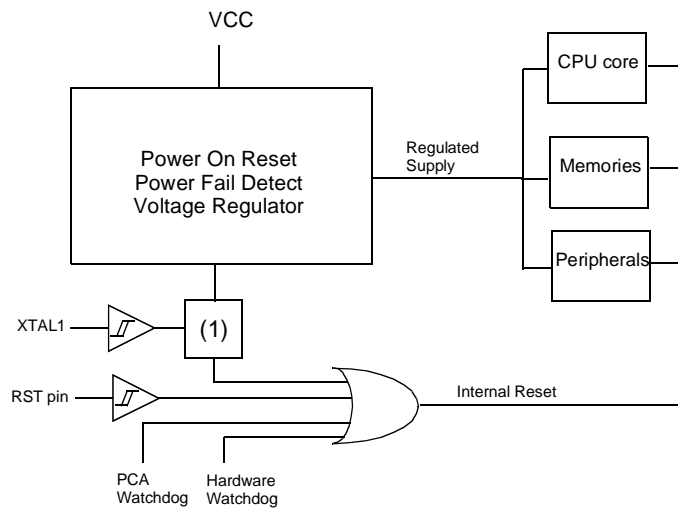 VCC
CPU core
Power On Reset
Power Fail Detect
Voltage Regulator
Regulated
Supply
Memories
Peripherals
XTAL1
(1)
RST pin
Internal Reset
PCA
Watchdog
Hardware
Watchdog